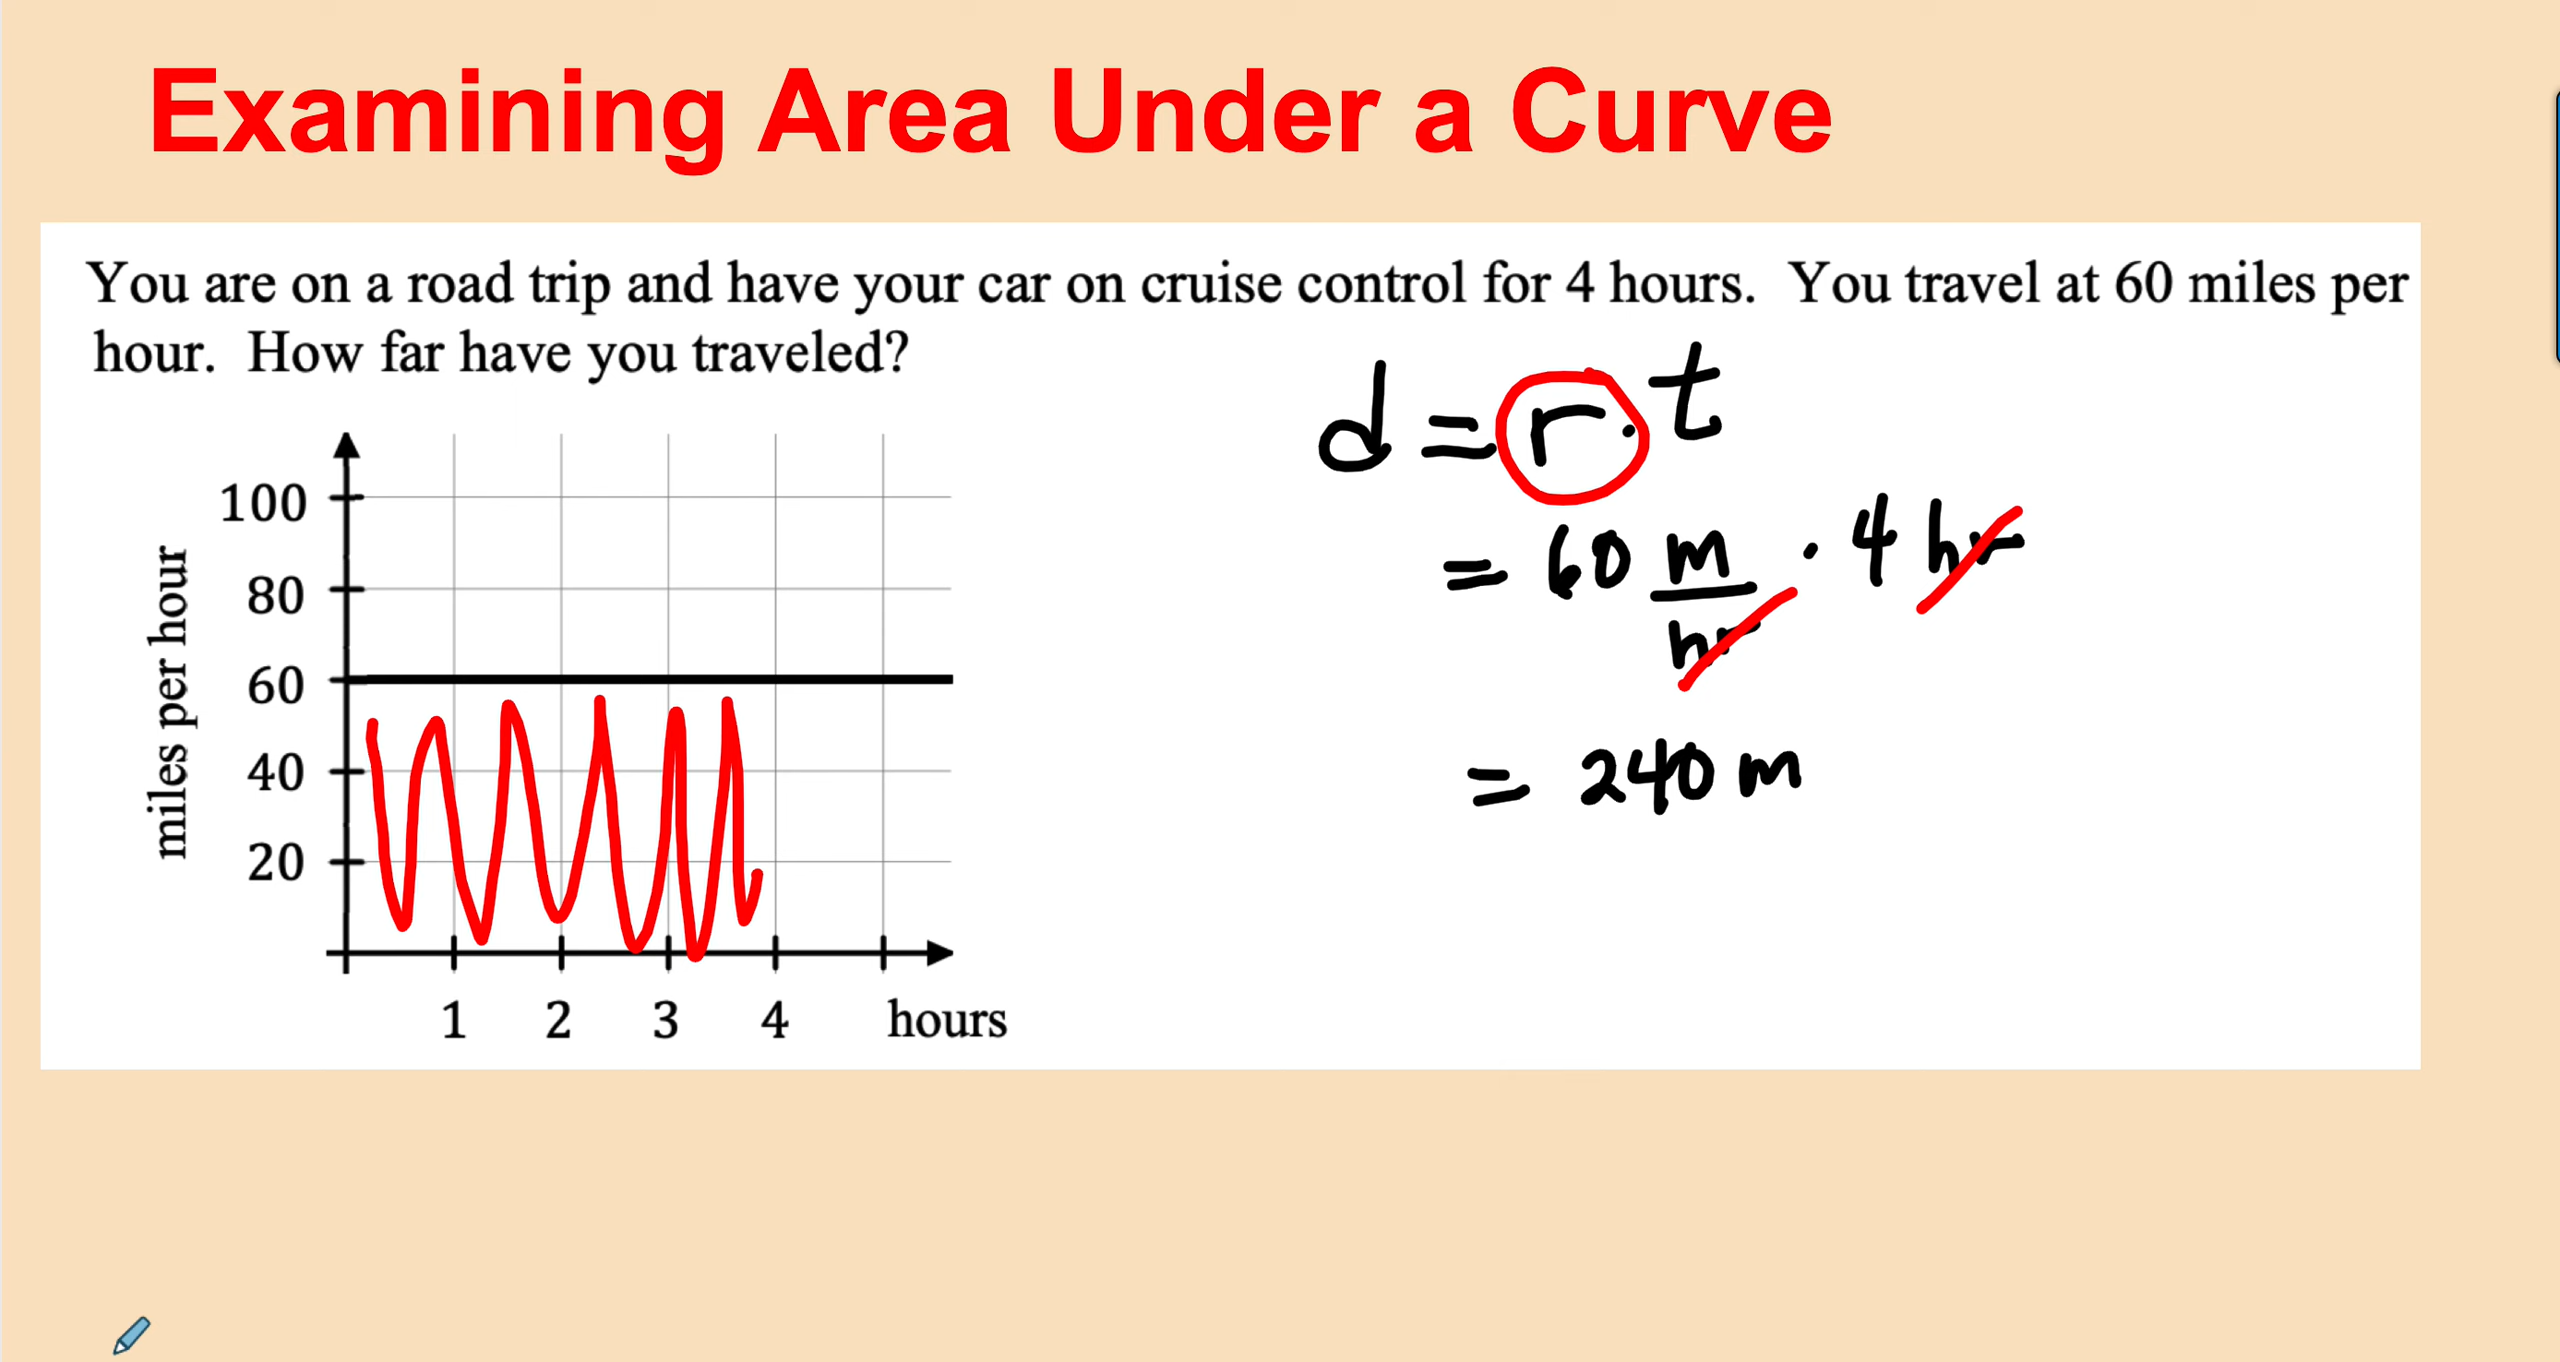 Examining Area Under a Curve
You are on a road trip and have your car on cruise control for 4 hours. You travel at 60 miles per
hour. How far have you traveled?
d = r · t
= 60 m/hr · 4 hr
= 240 m
miles per hour
100
80
60
40
20
1 2 3 4 hours